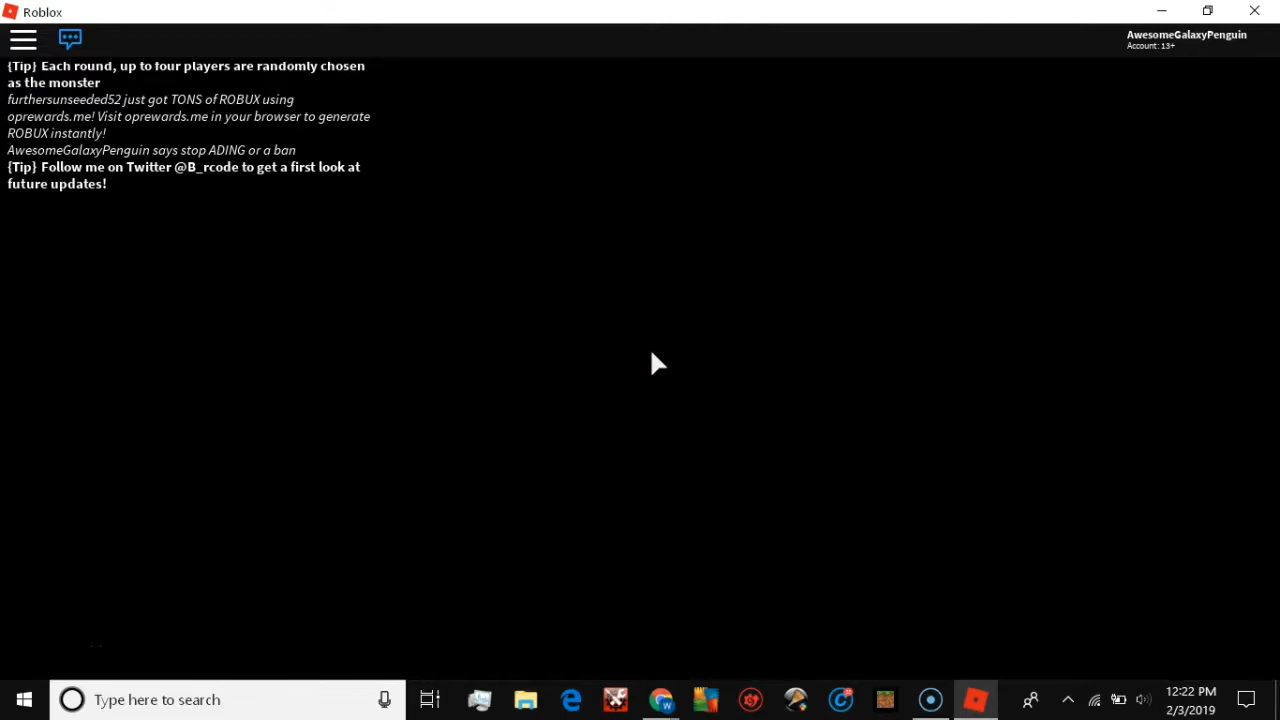 Roblox
AwesomeGalaxyPenguin
Account: 13+
{Tip} Each round, up to four players are randomly chosen
as the monster
furthersunseeded52 just got TONS of ROBUX using
oprewards.me! Visit oprewards.me in your browser to generate
ROBUX instantly!
AwesomeGalaxyPenguin says stop ADING or a ban
{Tip} Follow me on Twitter @B_rcode to get a first look at
future updates!
Type here to search
12:22 PM
2/3/2019